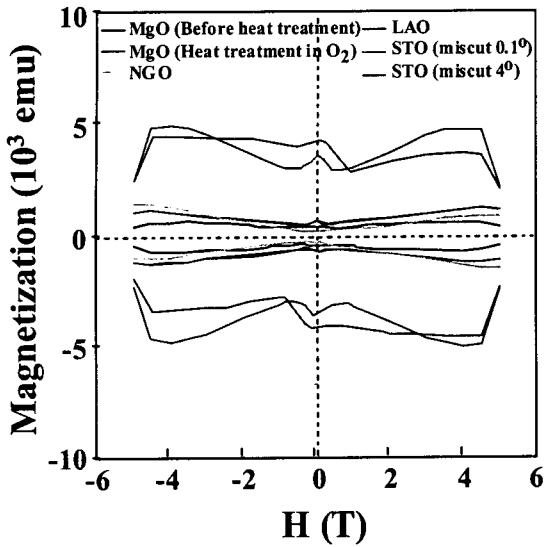 MgO (Before heat treatment)
MgO (Heat treatment in O2)
NGO
LAO
STO (miscut 0.1⁰)
STO (miscut 4⁰)
Magnetization (10³ emu)
10
5
0
-5
-10
-6
-4
-2
0
2
4
6
H (T)